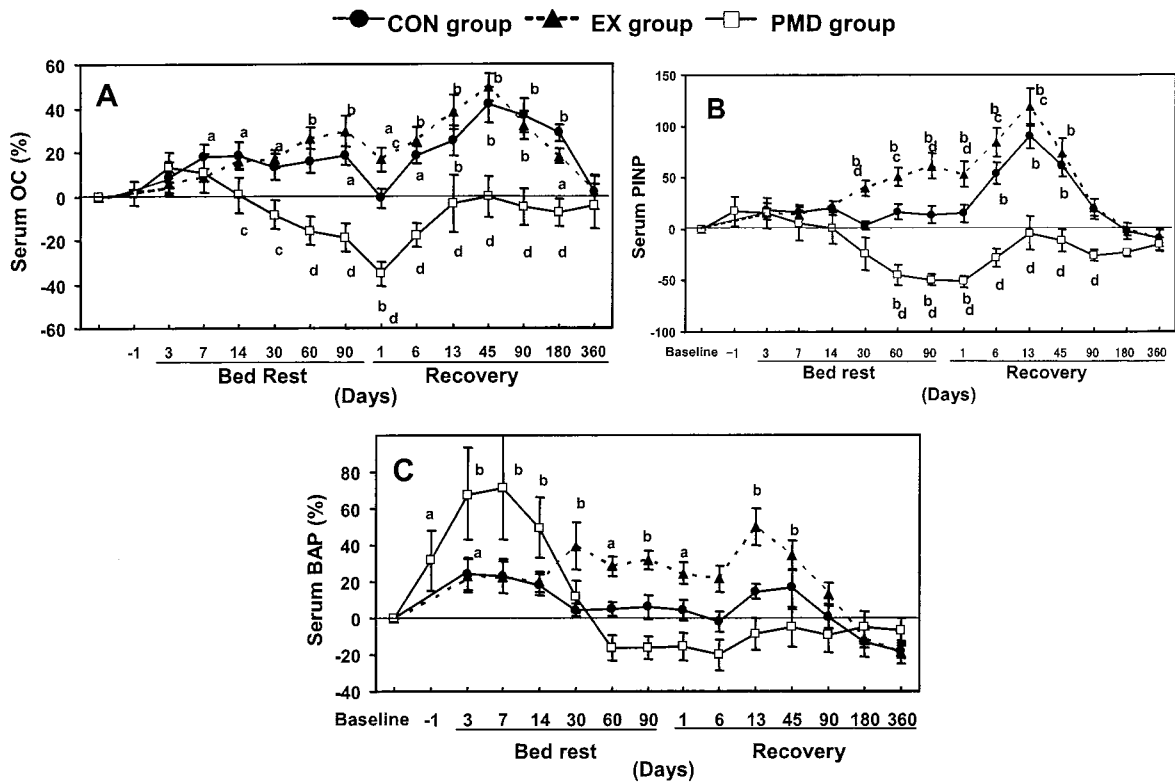 CON group EX group PMD group
A
Serum OC (%)
60
40
20
0
-20
-40
-60
a a a b b a c b b b b b
a a b b a
c c d d d d d d d
b d
-1 3 7 14 30 60 90 1 6 13 45 90 180 360
Bed Rest Recovery
(Days)
B
Serum PINP
150
100
50
0
-50
-100
b d b c b d b d b c b c b
b b
b d b d b d d d d d
Baseline -1 3 7 14 30 60 90 1 6 13 45 90 180 360
Bed rest Recovery
(Days)
C
Serum BAP (%)
80
60
40
20
0
-20
-40
a b b b b a b a b b
a
Baseline -1 3 7 14 30 60 90 1 6 13 45 90 180 360
Bed rest Recovery
(Days)